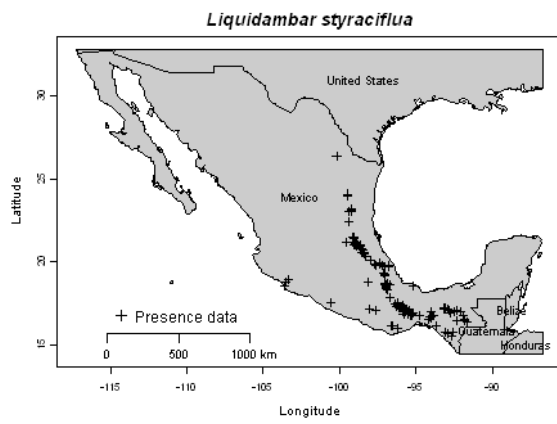 Liquidambar styraciflua
United States
Mexico
Belize
Guatemala
Honduras
+ Presence data
0 500 1000 km
Latitude
30
25
20
15
-115 -110 -105 -100 -95 -90
Longitude